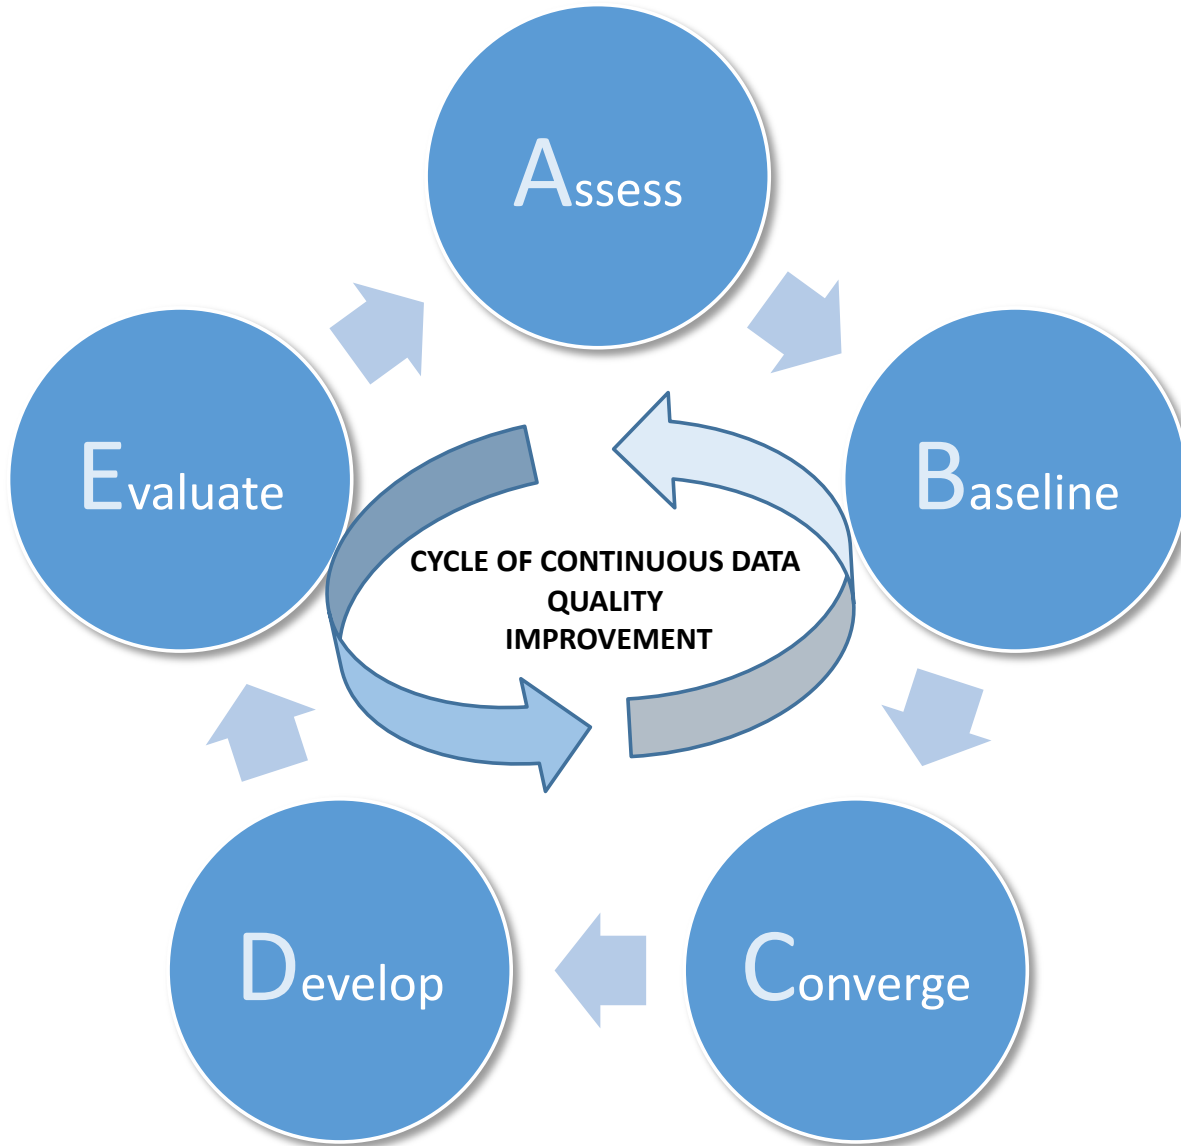 Assess
Evaluate
Baseline
CYCLE OF CONTINUOUS DATA
QUALITY
IMPROVEMENT
Develop
Converge